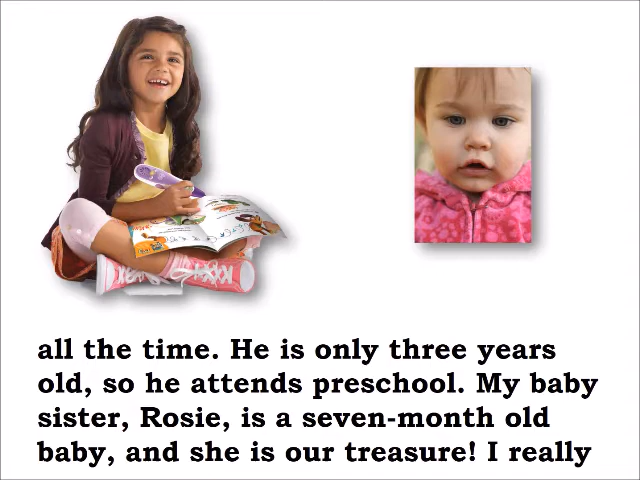 all the time. He is only three years
old, so he attends preschool. My baby
sister, Rosie, is a seven-month old
baby, and she is our treasure! I really